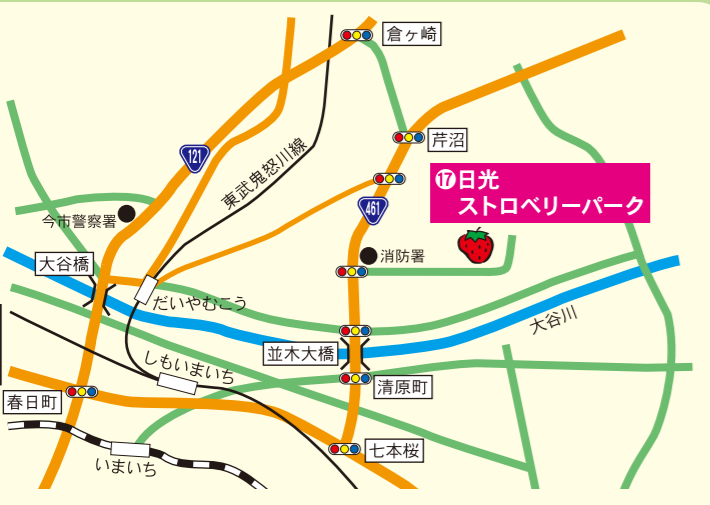 倉ヶ崎
芹沼
121
東武鬼怒川線
⑰日光
ストロベリーパーク
461
今市警察署
消防署
大谷橋
だいやむこう
大谷川
並木大橋
しもいまいち
清原町
春日町
七本桜
いまいち